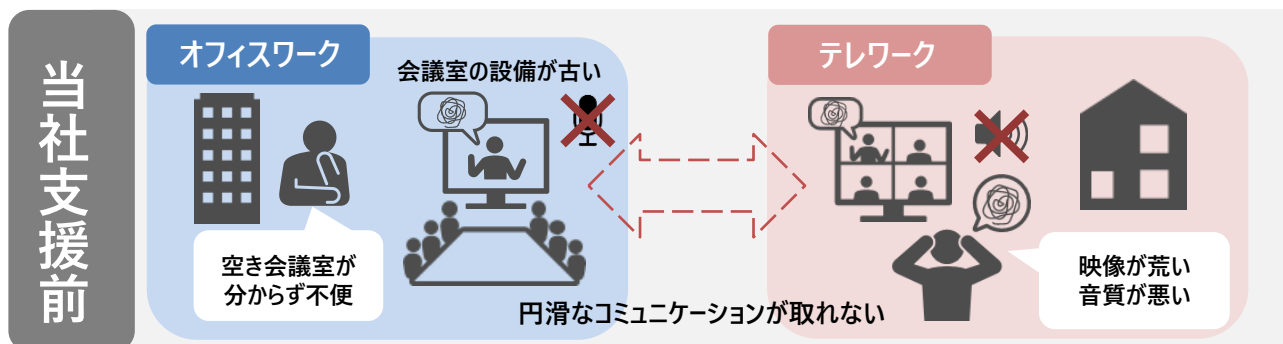 当社支援前
オフィスワーク
会議室の設備が古い
空き会議室が
分からず不便
円滑なコミュニケーションが取れない
テレワーク
映像が荒い
音質が悪い